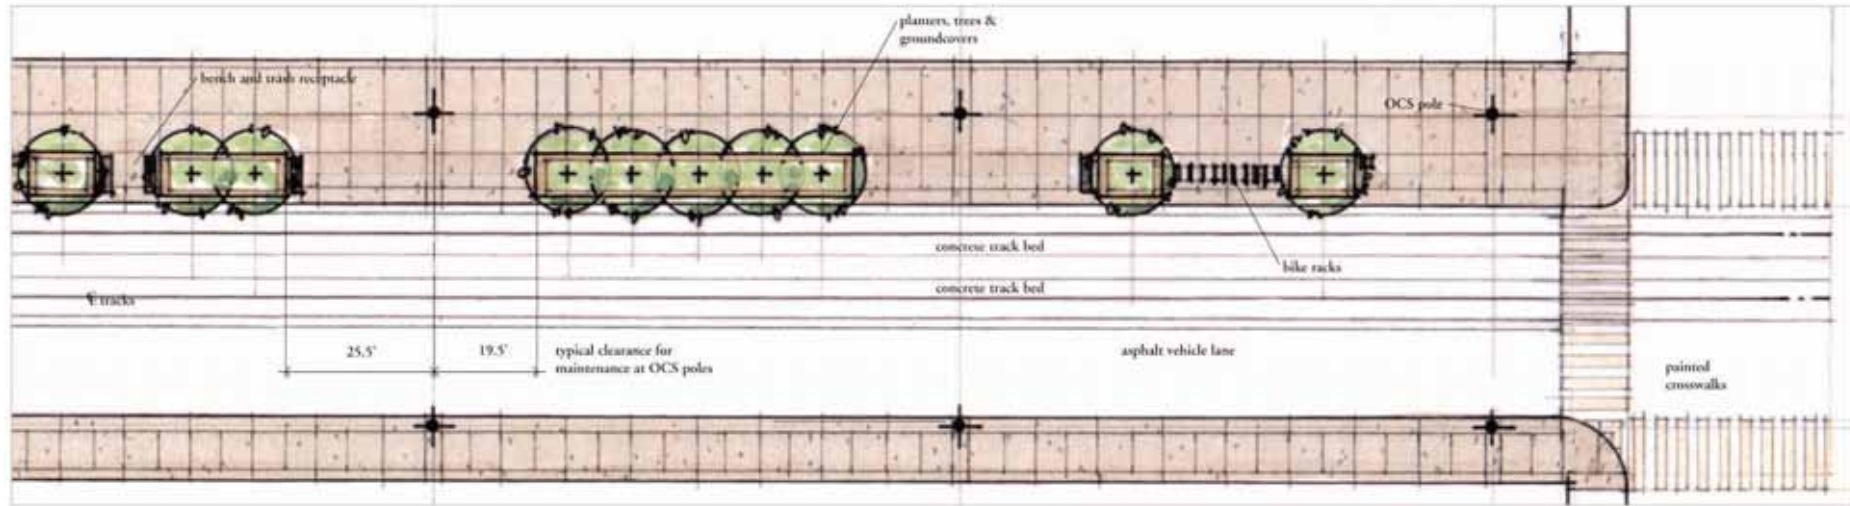 planters, trees &
groundcovers
bench and trash receptacle
OCS pole
concrete track bed
bike racks
concrete track bed
℄ tracks
25.5'
19.5'
typical clearance for
maintenance at OCS poles
asphalt vehicle lane
painted
crosswalks